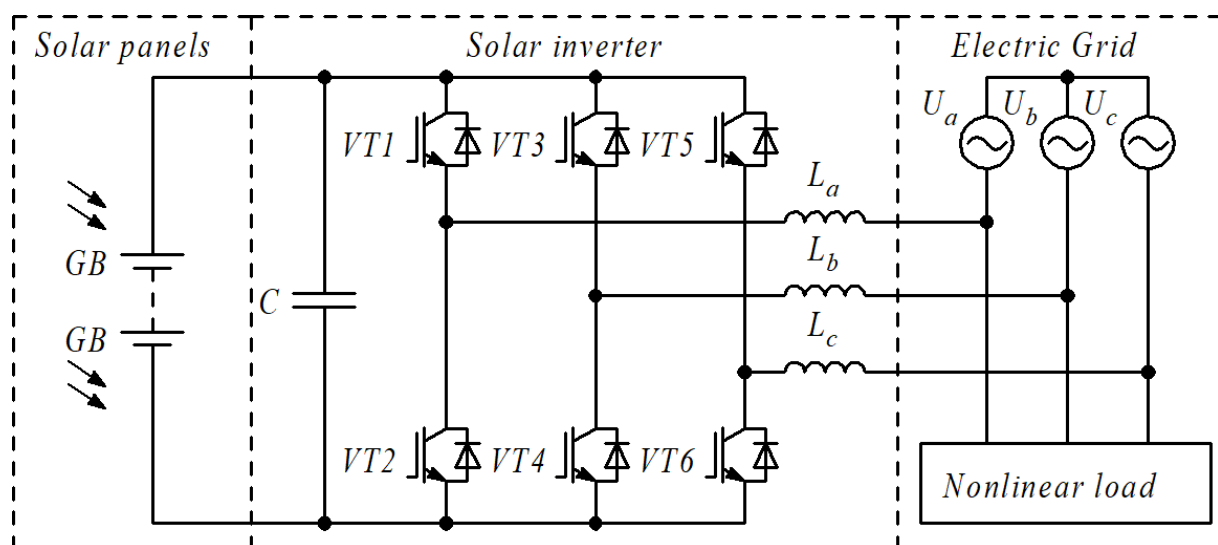 Solar panels
Solar inverter
Electric Grid
U_a
U_b
U_c
VT1
VT3
VT5
L_a
L_b
GB
C
GB
L_c
VT2
VT4
VT6
Nonlinear load